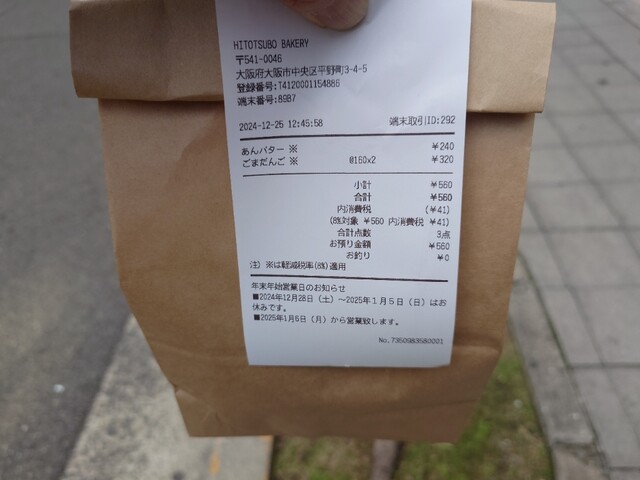 HITOTSUBO BAKERY
〒541-0046
大阪府大阪市中央区平野町3-4-5
登録番号:T4120001154886
端末番号:89B7
2024-12-25 12:45:58 端末取引ID:292
あんバター ※ ¥240
ごまだんご ※ @160x2 ¥320
小計 ¥560
合計 ¥560
内消費税 (¥41)
(8%対象 ¥560 内消費税 ¥41)
合計点数 3点
お預り金額 ¥560
お釣り ¥0
注) ※は軽減税率(8%)適用
年末年始営業日のお知らせ
■2024年12月28日（土）～2025年1月5日（日）はお
休みです。
■2025年1月6日（月）から営業致します。
No.7350983580001